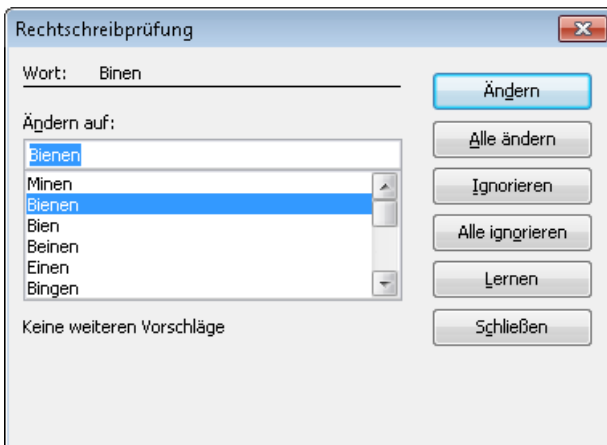 Rechtschreibprüfung
Wort: Binen
Ändern auf:
Bienen
Minen
Bienen
Bien
Beinen
Einen
Bingen
Keine weiteren Vorschläge
Ändern
Alle ändern
Ignorieren
Alle ignorieren
Lernen
Schließen